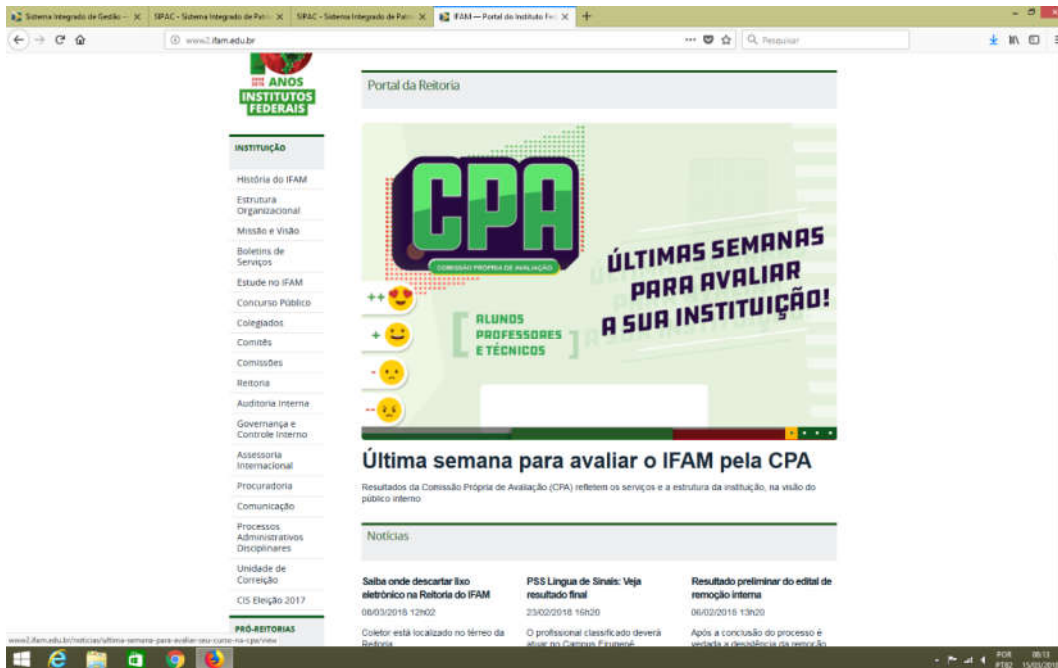 Sistema Integrado de Gestão —
SIPAC - Sistema Integrado de Patri
SIPAC - Sistema Integrado de Patri
IFAM — Portal do Instituto Fed
www2.ifam.edu.br
Pesquisar
ANOS
INSTITUTOS
FEDERAIS
INSTITUIÇÃO
História do IFAM
Estrutura
Organizacional
Missão e Visão
Boletins de
Serviços
Estude no IFAM
Concurso Público
Colegiados
Comitês
Comissões
Reitoria
Auditoria Interna
Governança e
Controle Interno
Assessoria
Internacional
Procuradoria
Comunicação
Processos
Administrativos
Disciplinares
Unidade de
Correição
CIS Eleição 2017
PRÓ-REITORIAS
Portal da Reitoria
CPA
COMISSÃO PRÓPRIA DE AVALIAÇÃO
++
+
-
--
ALUNOS
PROFESSORES
E TÉCNICOS
ÚLTIMAS SEMANAS
PARA AVALIAR
A SUA INSTITUIÇÃO!
Última semana para avaliar o IFAM pela CPA
Resultados da Comissão Própria de Avaliação (CPA) refletem os serviços e a estrutura da instituição, na visão do
público interno
Notícias
Saiba onde descartar lixo
eletrônico na Reitoria do IFAM
08/03/2018 12h02
Coletor está localizado no térreo da
Reitoria
PSS Lingua de Sinais: Veja
resultado final
23/02/2018 16h20
O profissional classificado deverá
atuar no Campus Eirunepé
Resultado preliminar do edital de
remoção interna
06/02/2018 13h20
Após a conclusão do processo é
vedada a desistência da remoção
www2.ifam.edu.br/noticias/ultima-semana-para-avaliar-seu-curso-na-cpa/view
POR
PTB2
08:13
15/03/2018